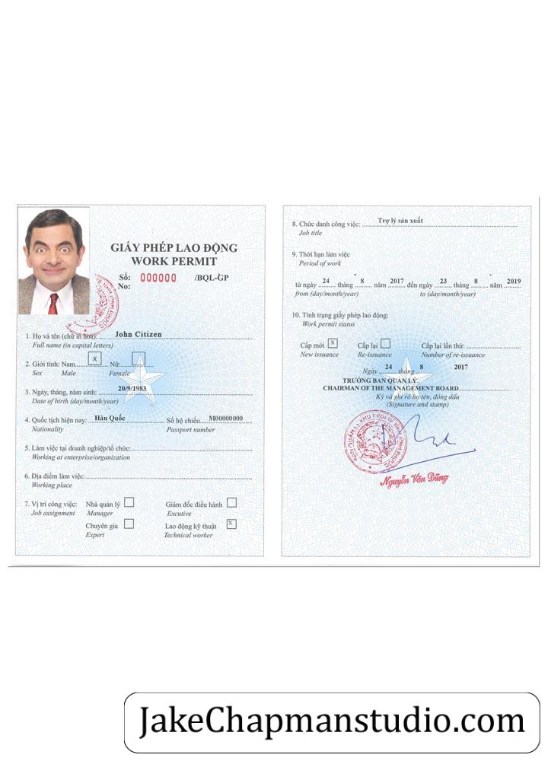 GIẤY PHÉP LAO ĐỘNG
WORK PERMIT
Số: 000000 /BQL-GP
No:
1. Họ và tên (chữ in hoa): John Citizen
Full name (in capital letters)
2. Giới tính: Nam X Nữ
Sex Male Female
3. Ngày, tháng, năm sinh: 20/9/1983
Date of birth (day/month/year)
4. Quốc tịch hiện nay: Hàn Quốc Số hộ chiếu: M00000000
Nationality Passport number
5. Làm việc tại doanh nghiệp/tổ chức:
Working at enterprise/organization
6. Địa điểm làm việc:
Working place
7. Vị trí công việc: Nhà quản lý Giám đốc điều hành
Job assignment Manager Excutive
Chuyên gia Lao động kỹ thuật X
Expert Technical worker
8. Chức danh công việc: Trợ lý sản xuất
Job title
9. Thời hạn làm việc
Period of work
từ ngày 24 tháng 8 năm 2017 đến ngày 23 tháng 8 năm 2019
from (day/month/year) to (day/month/year)
10. Tình trạng giấy phép lao động:
Work permit status
Cấp mới X Cấp lại Cấp lại lần thứ:
New issuance Re-issuance Number of re-issuance
Ngày 24 tháng 8 2017
TRƯỞNG BAN QUẢN LÝ
CHAIRMAN OF THE MANAGEMENT BOARD
Ký và ghi rõ họ tên, đóng dấu
(Signature and stamp)
Nguyễn Văn Dũng
JakeChapmanstudio.com